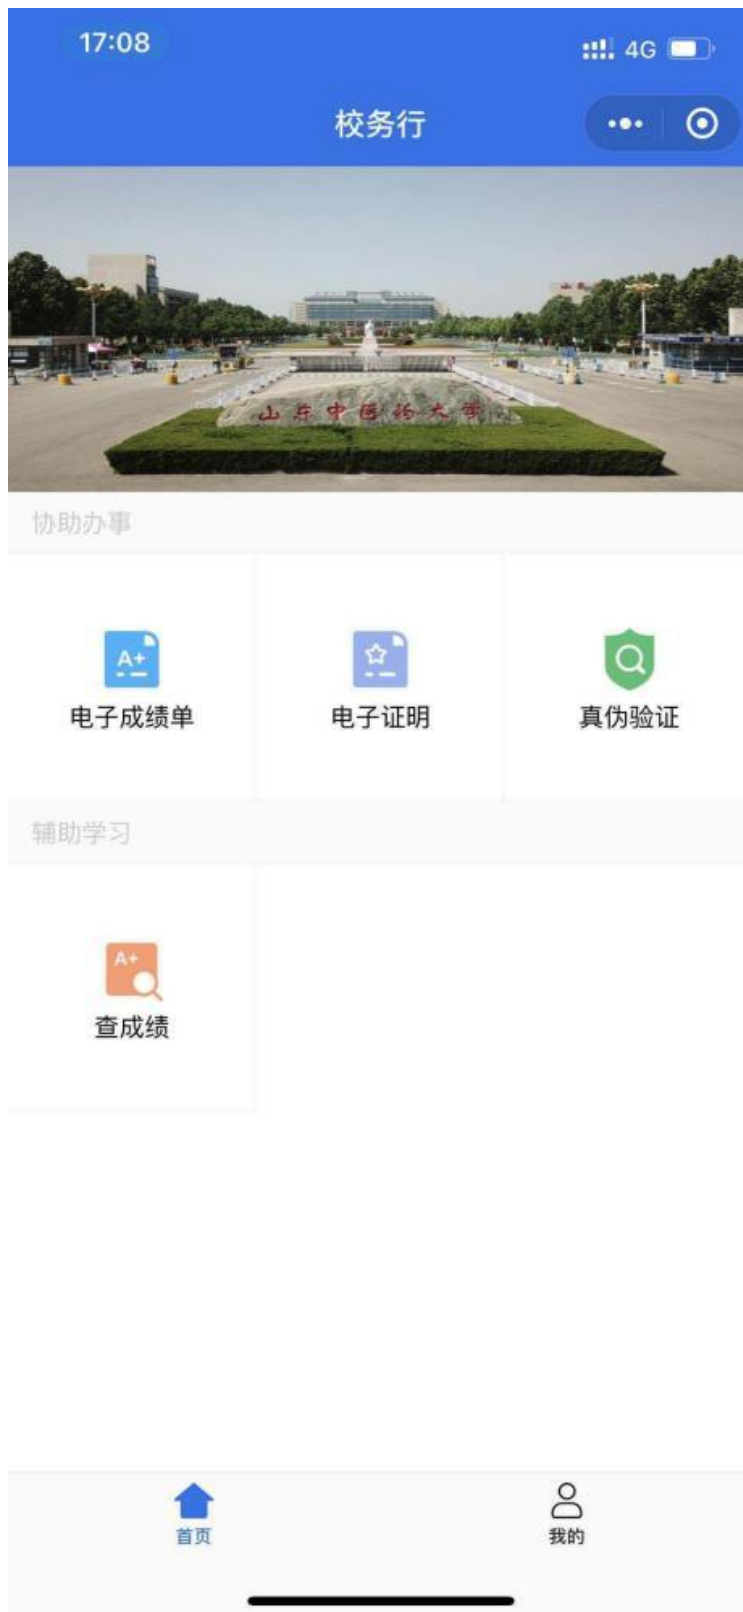 17:08
4G
校务行
山东中医药大学
协助办事
A+
电子成绩单
电子证明
真伪验证
辅助学习
A+
查成绩
首页
我的